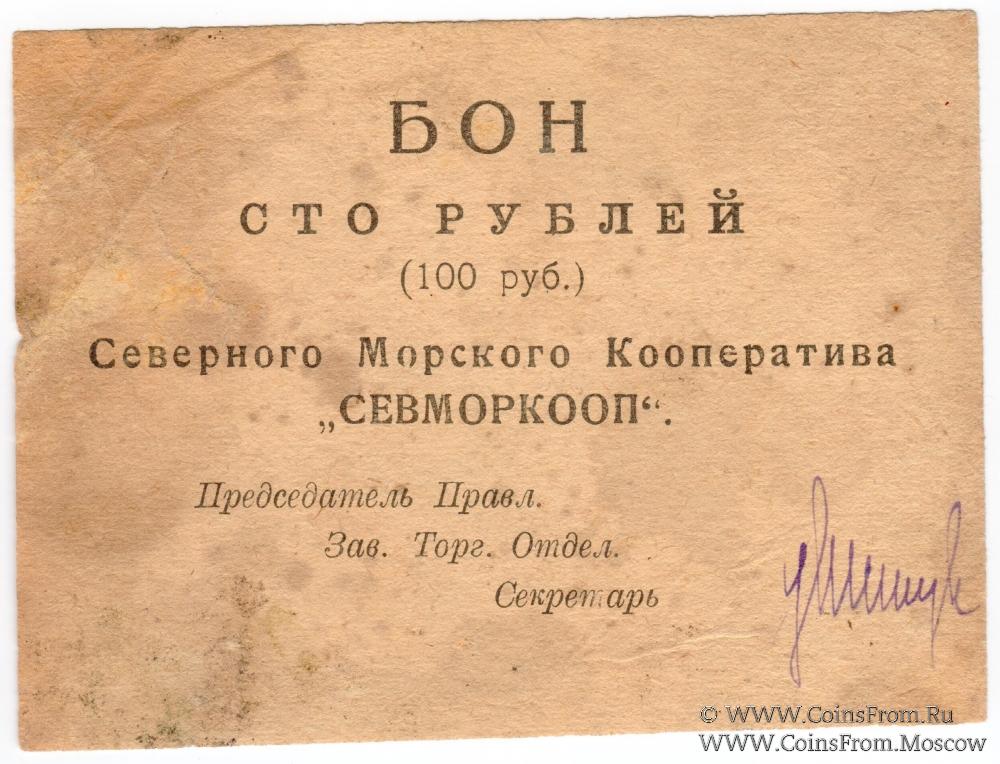 БОН
СТО РУБЛЕЙ
(100 руб.)
Северного Морского Кооператива
„СЕВМОРКООП“.
Председатель Правл.
Зав. Торг. Отдел.
Секретарь
© WWW.CoinsFrom.Ru
WWW.CoinsFrom.Moscow